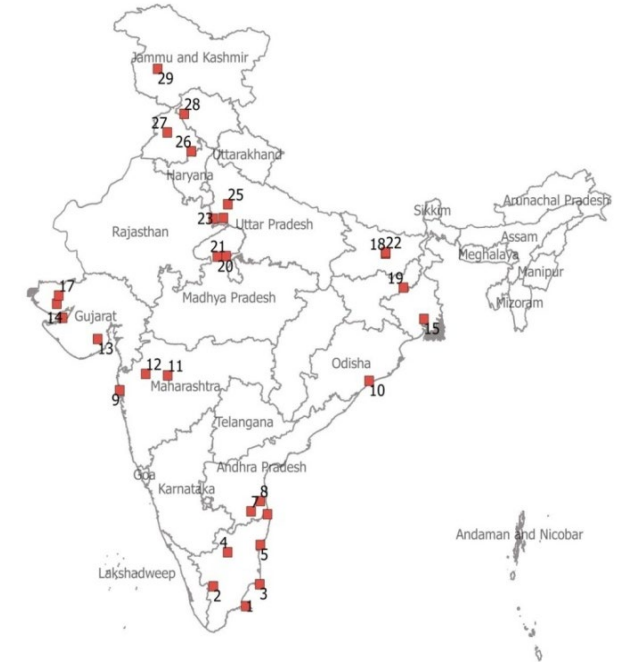 Jammu and Kashmir
29
28
27
26
Uttarakhand
Haryana
25
23
Uttar Pradesh
Rajasthan
Sikkim
Arunachal Pradesh
Assam
Meghalaya
Manipur
Mizoram
1822
21
20
19
17
14
Gujarat
Madhya Pradesh
15
13
12
11
Maharashtra
Odisha
9
10
Telangana
Andhra Pradesh
Goa
Karnataka
8
7
Andaman and Nicobar
4
5
Lakshadweep
2
3
1